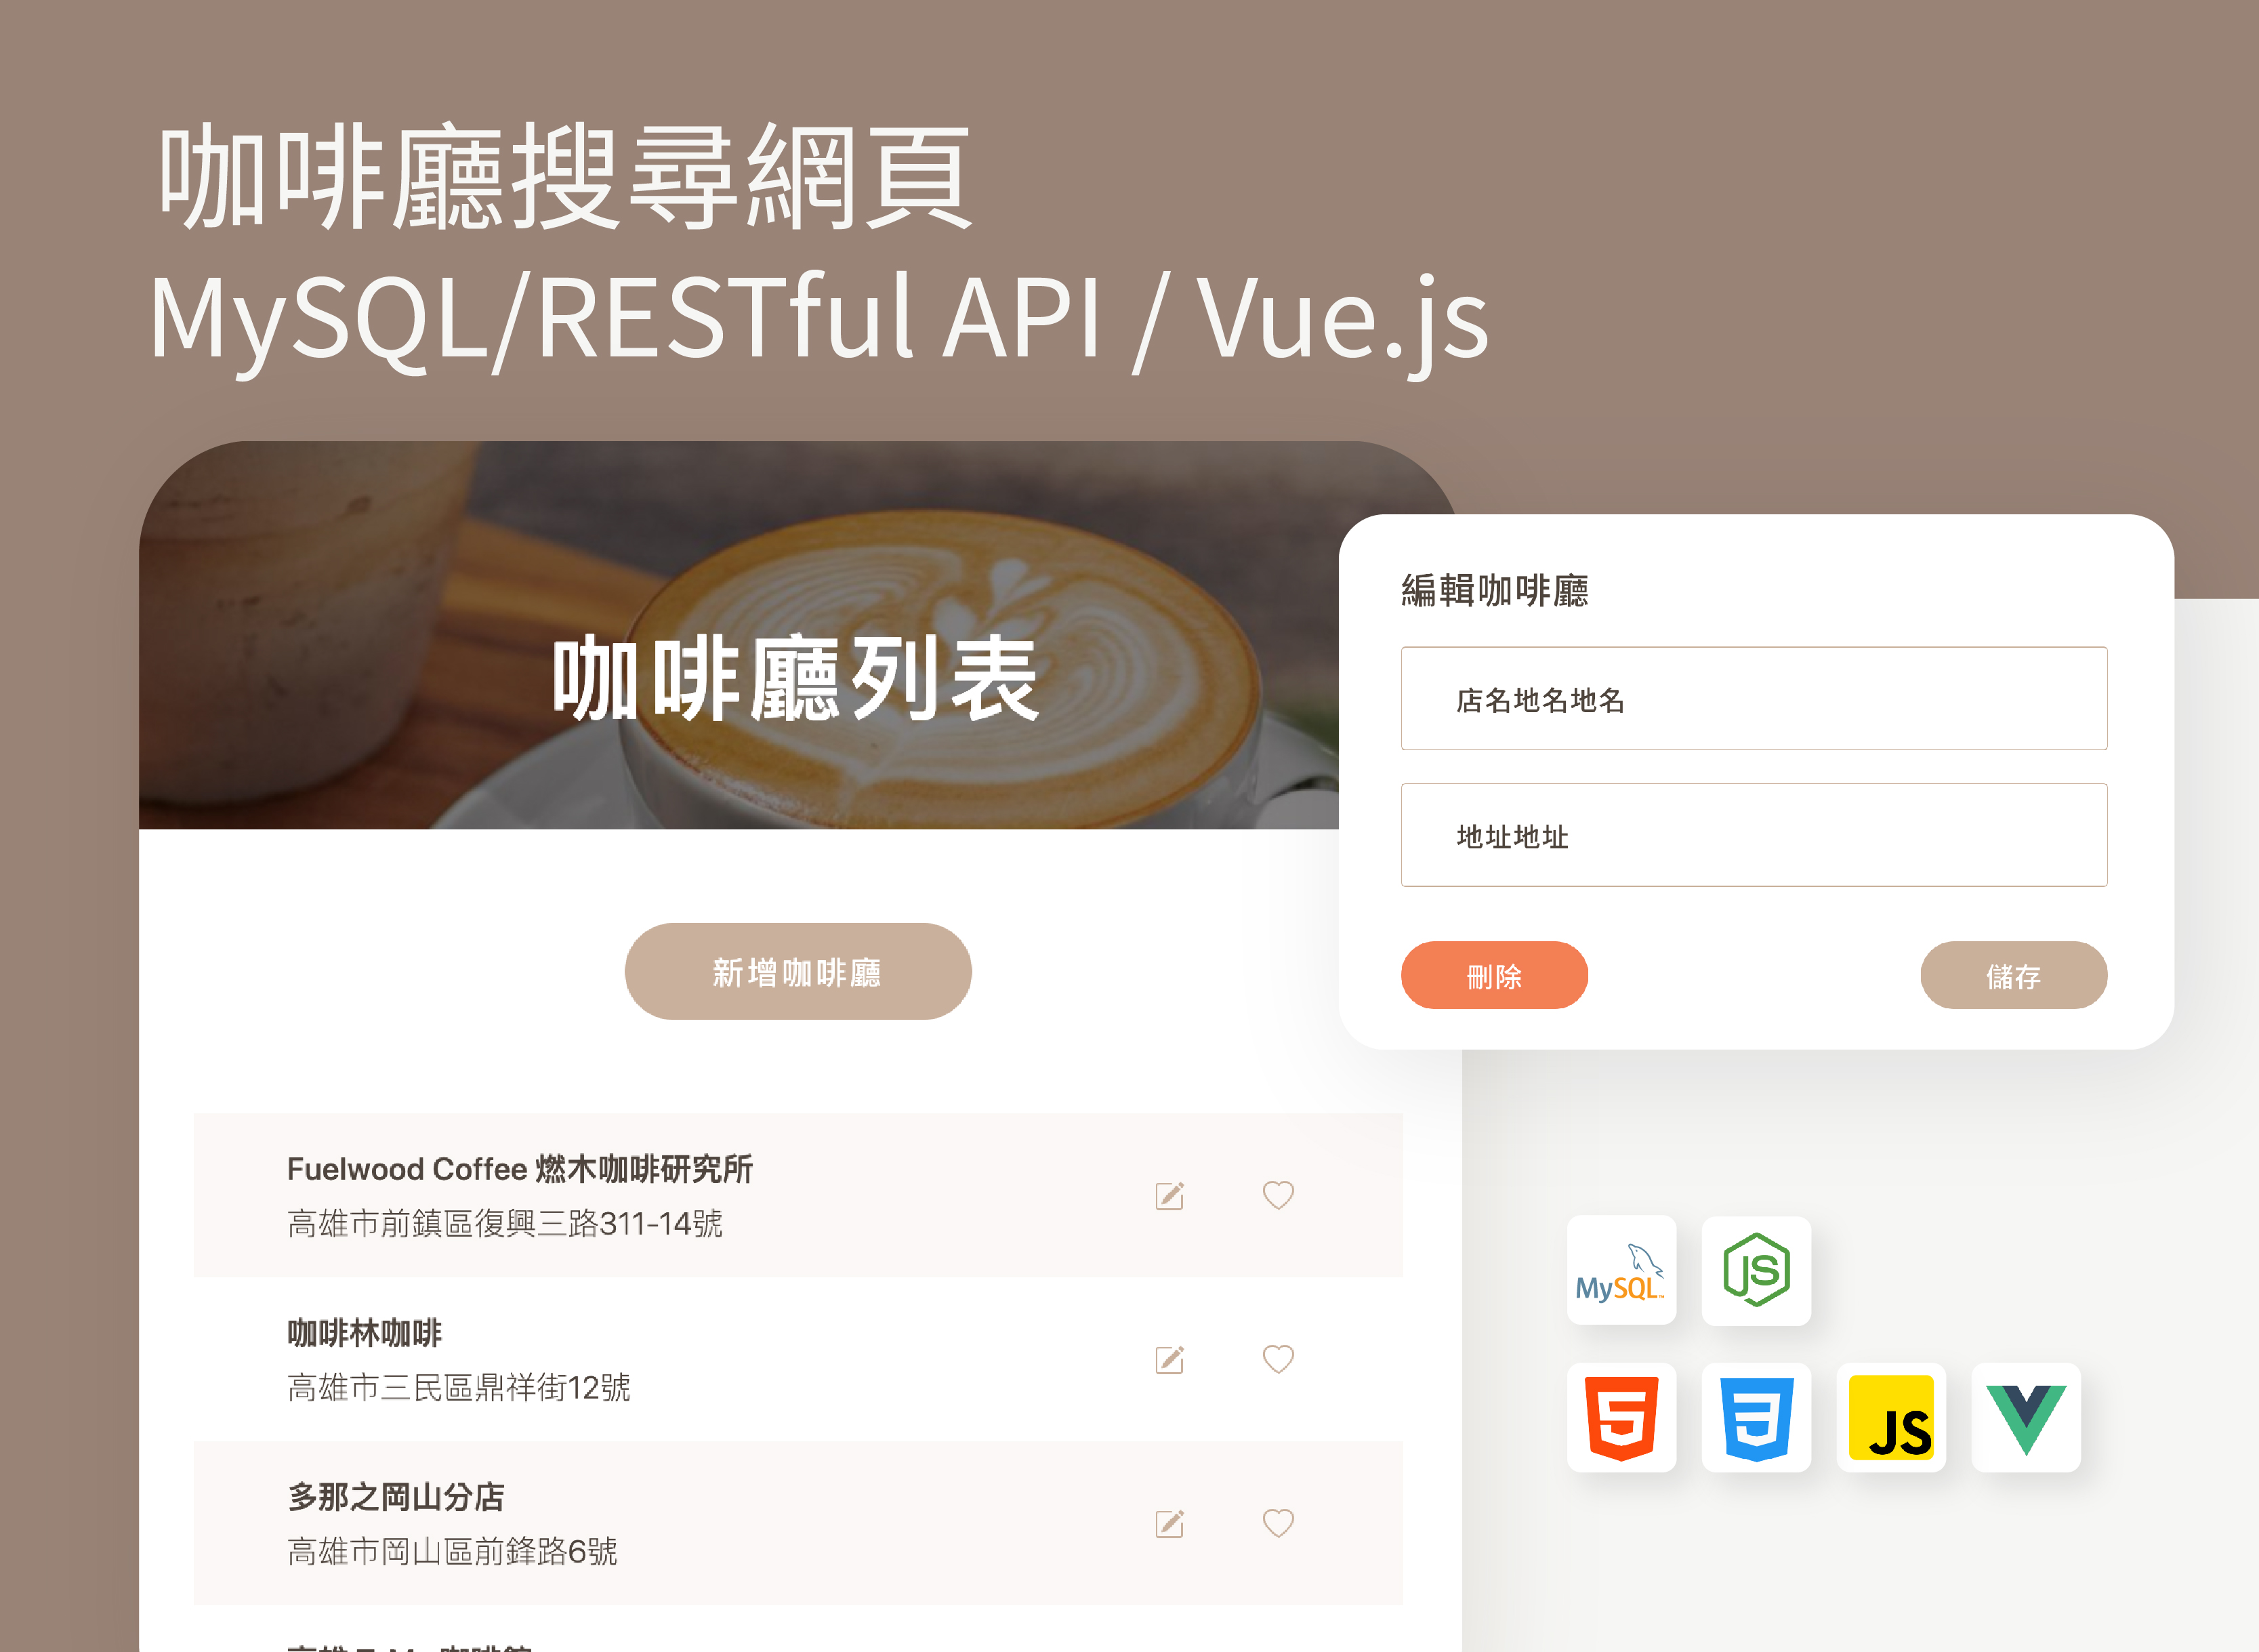 咖啡廳搜尋網頁
MySQL/RESTful API / Vue.js
咖啡廳列表
新增咖啡廳
Fuelwood Coffee 燃木咖啡研究所
高雄市前鎮區復興三路311-14號
咖啡林咖啡
高雄市三民區鼎祥街12號
多那之岡山分店
高雄市岡山區前鋒路6號
編輯咖啡廳
店名地名地名
地址地址
刪除
儲存
MySQL
JS
JS